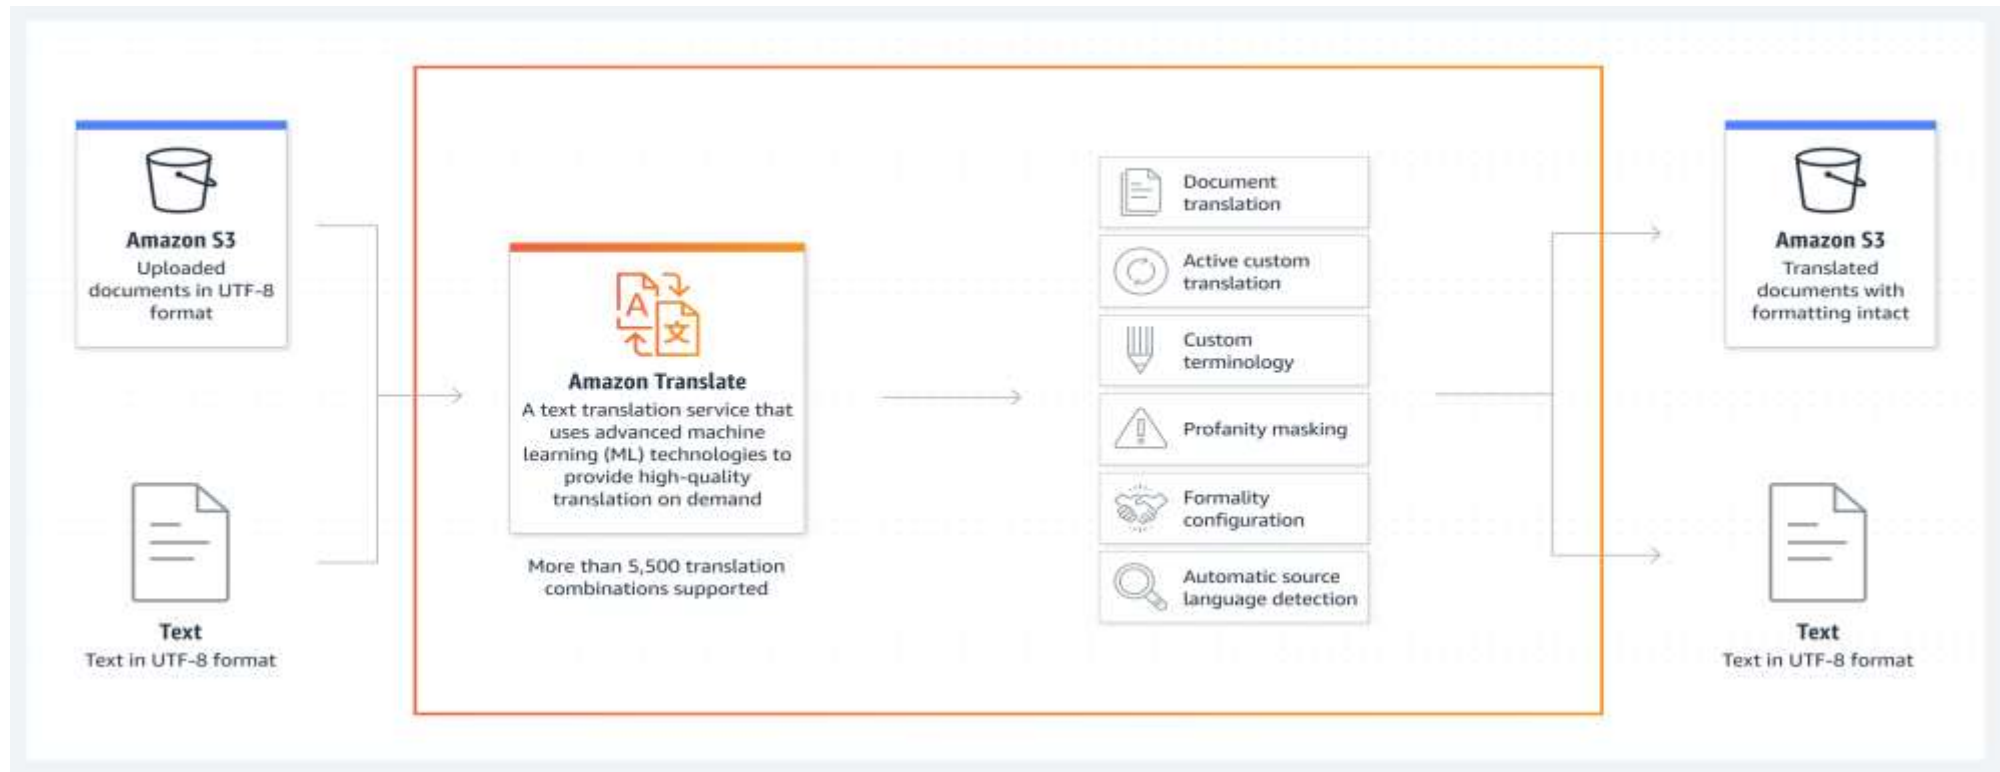 Amazon S3
Uploaded
documents in UTF-8
format
Text
Text in UTF-8 format
A
文
Amazon Translate
A text translation service that
uses advanced machine
learning (ML) technologies to
provide high-quality
translation on demand
More than 5,500 translation
combinations supported
Document
translation
Active custom
translation
Custom
terminology
Profanity masking
Formality
configuration
Automatic source
language detection
Amazon S3
Translated
documents with
formatting intact
Text
Text in UTF-8 format